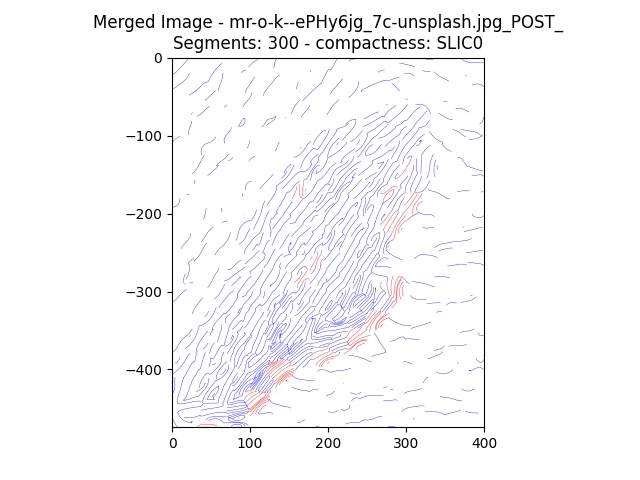 Merged Image - mr-o-k--ePHy6jg_7c-unsplash.jpg_POST_
Segments: 300 - compactness: SLIC0
0
−100
−200
−300
−400
0 100 200 300 400